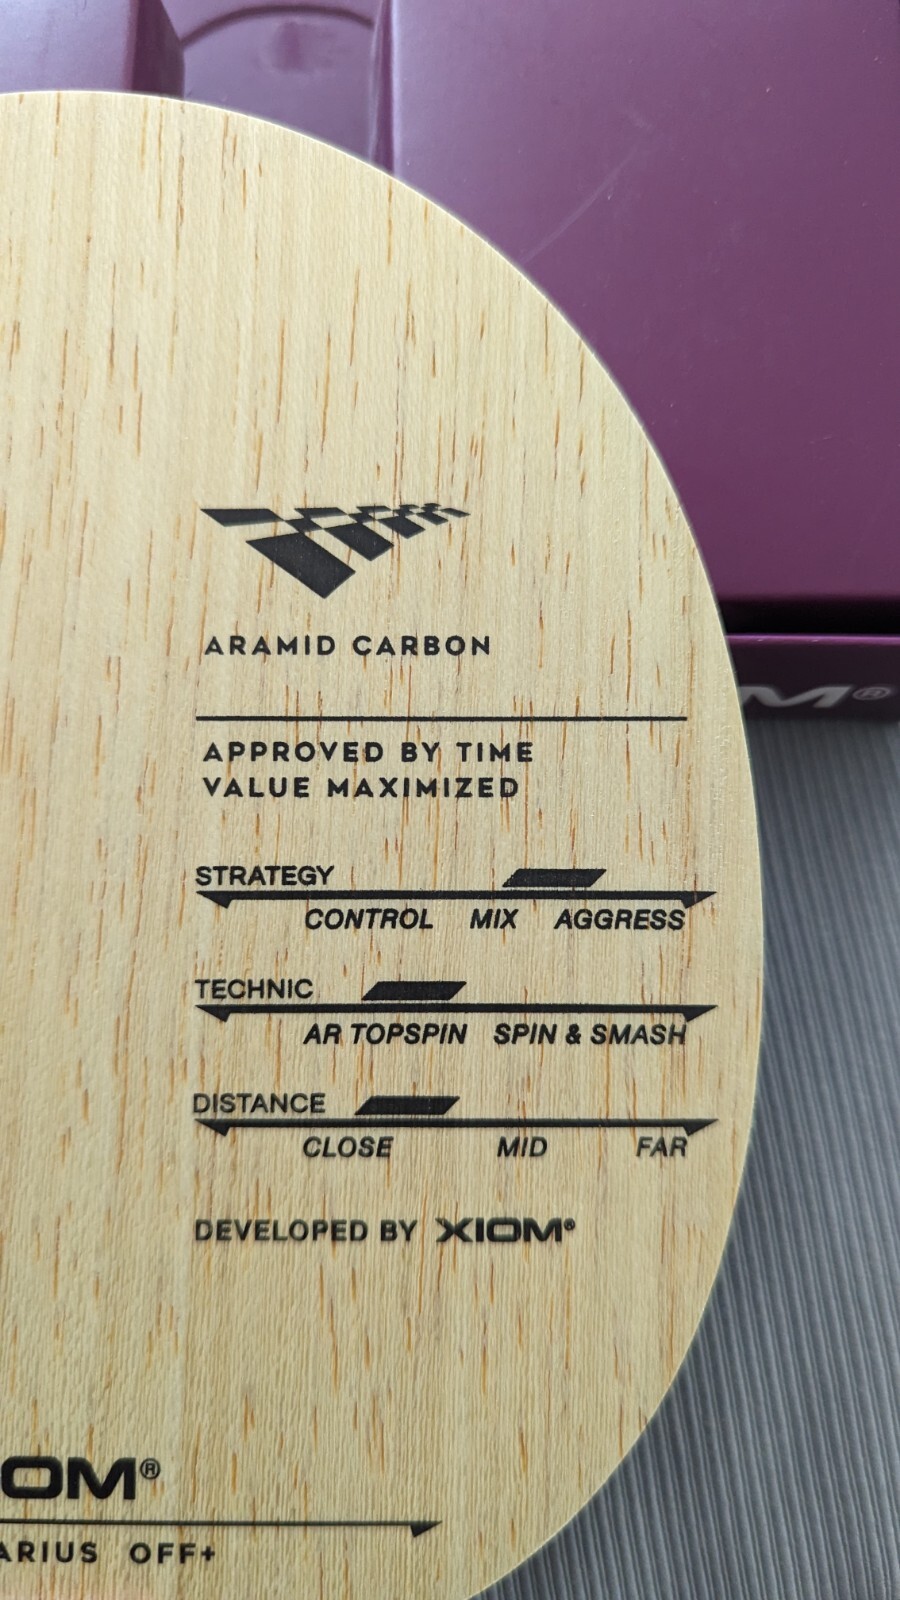 ARAMID CARBON
APPROVED BY TIME
VALUE MAXIMIZED
STRATEGY
CONTROL MIX AGGRESS
TECHNIC
AR TOPSPIN SPIN & SMASH
DISTANCE
CLOSE MID FAR
DEVELOPED BY XIOM®
OM®
ARIUS OFF+
M®